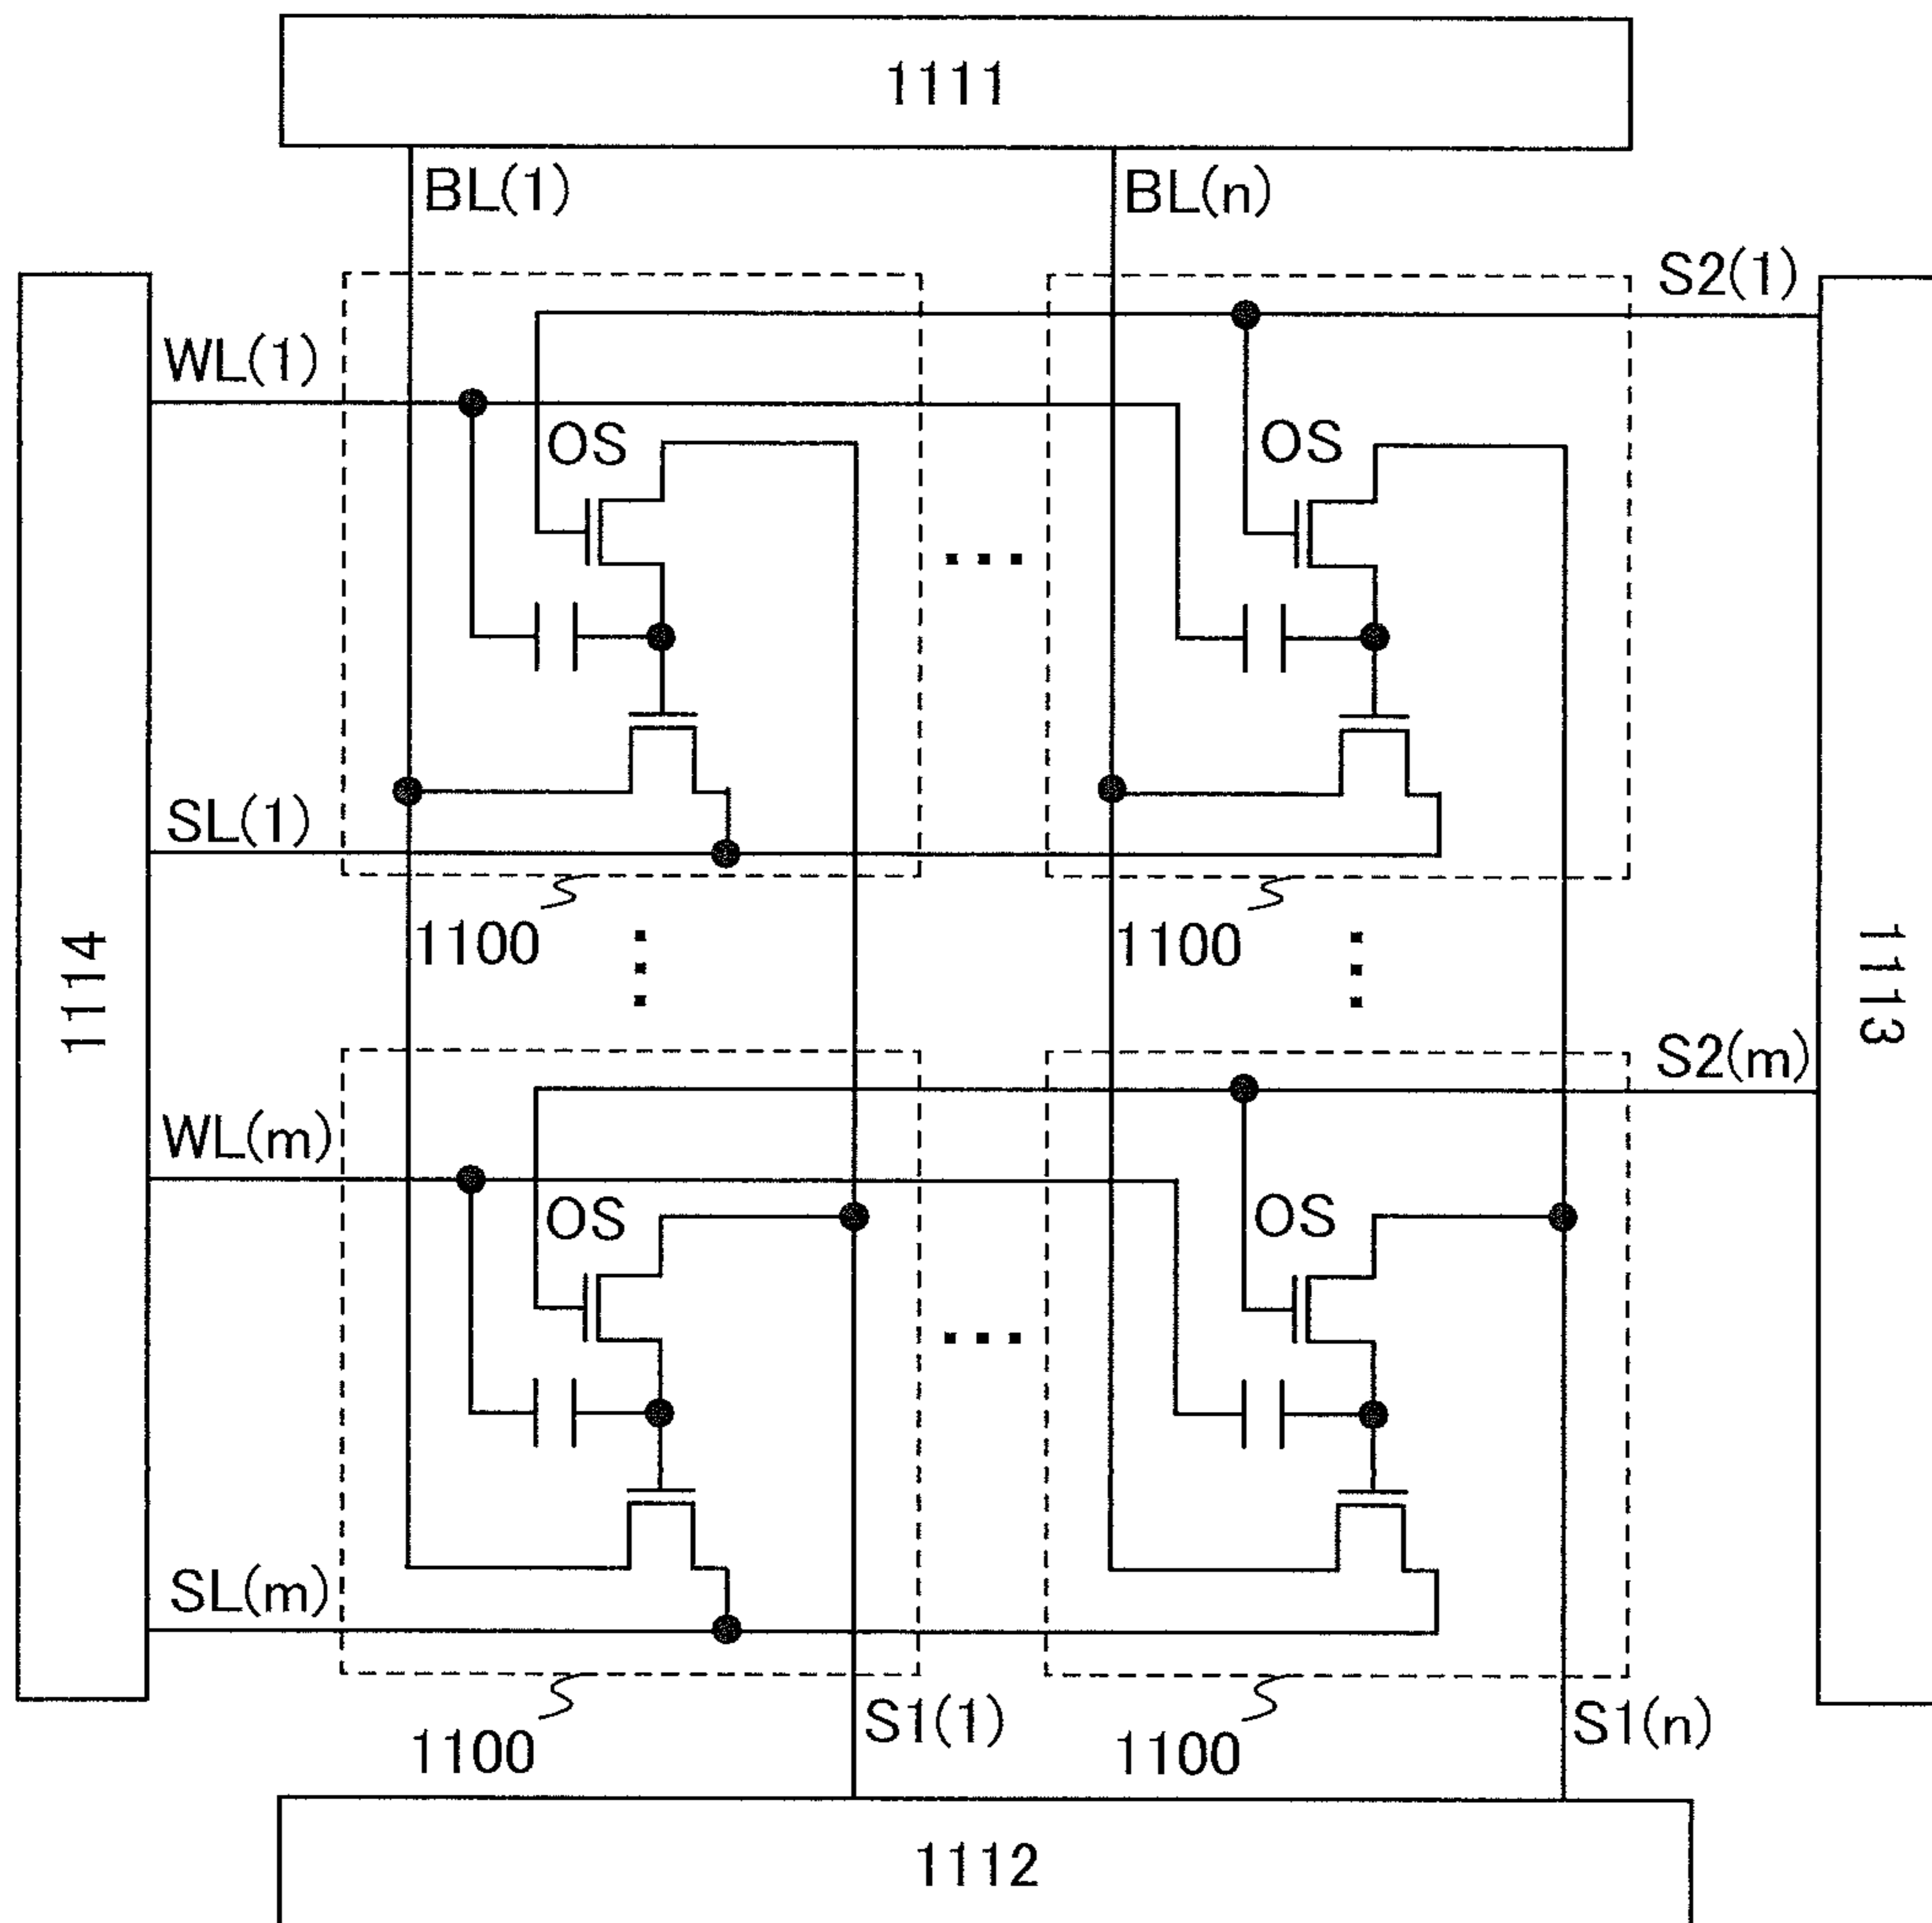 1111
BL(1)
BL(n)
S2(1)
WL(1)
OS
OS
SL(1)
1100
1100
1114
1113
S2(m)
WL(m)
OS
OS
SL(m)
S1(1)
S1(n)
1100
1100
1112